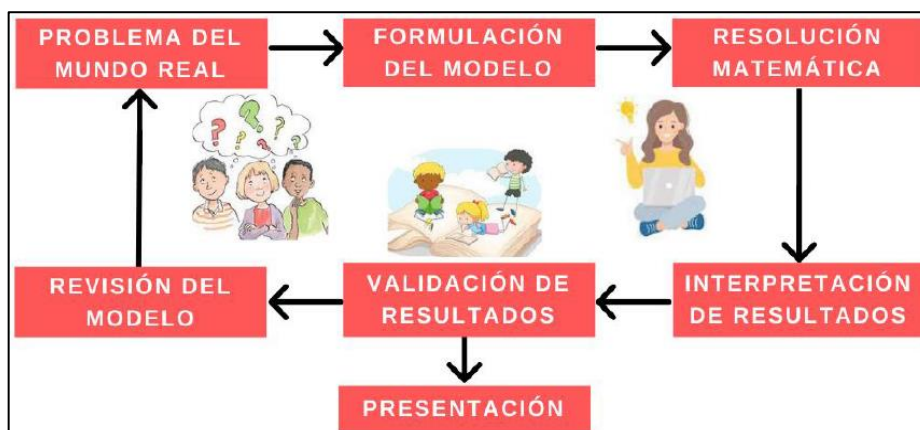 PROBLEMA DEL
MUNDO REAL
FORMULACIÓN
DEL MODELO
RESOLUCIÓN
MATEMÁTICA
REVISIÓN DEL
MODELO
VALIDACIÓN DE
RESULTADOS
INTERPRETACIÓN
DE RESULTADOS
PRESENTACIÓN